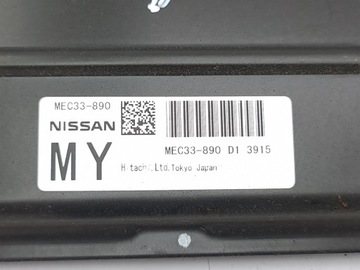 MEC33-890
NISSAN
MEC33-890 D1 3915
MY
Hitachi,Ltd.Tokyo Japan